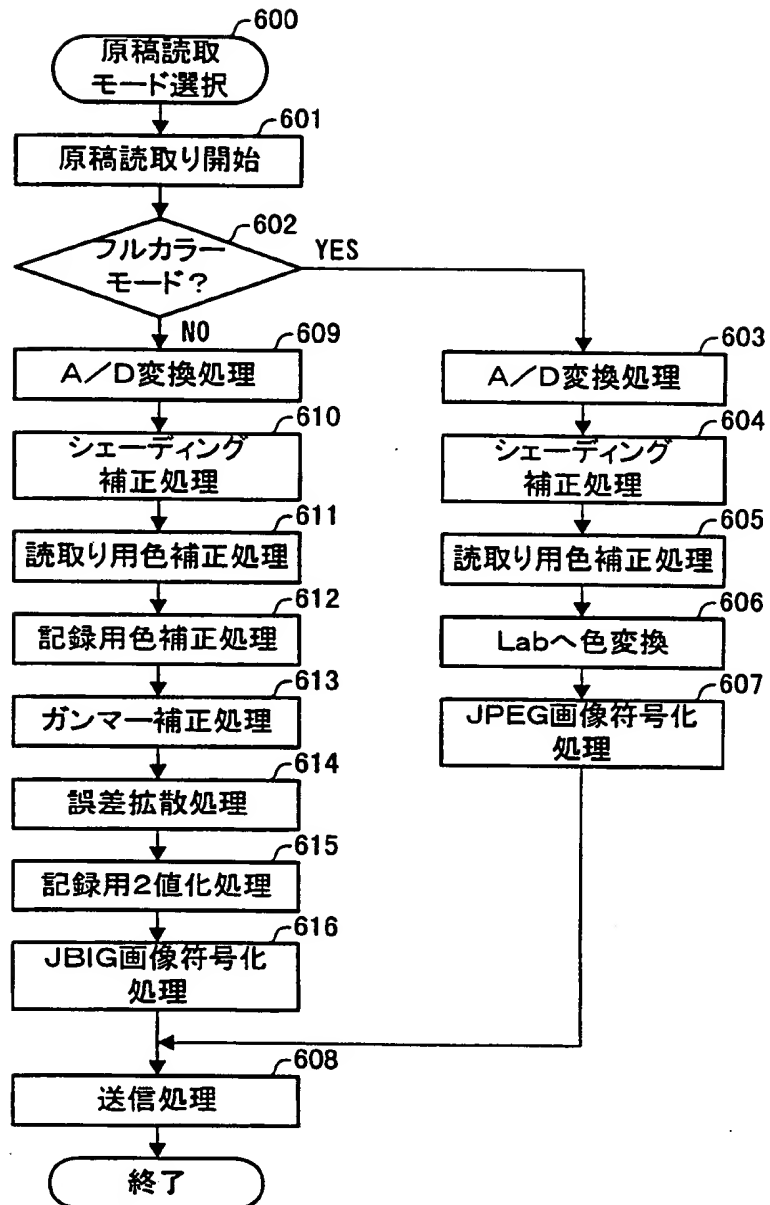 600
原稿読取
モード選択
601
原稿読取り開始
602
フルカラー
モード?
YES
NO
609
A/D変換処理
610
シェーディング
補正処理
611
読取り用色補正処理
612
記録用色補正処理
613
ガンマー補正処理
614
誤差拡散処理
615
記録用2値化処理
616
JBIG画像符号化
処理
603
A/D変換処理
604
シェーディング
補正処理
605
読取り用色補正処理
606
Labへ色変換
607
JPEG画像符号化
処理
608
送信処理
終了